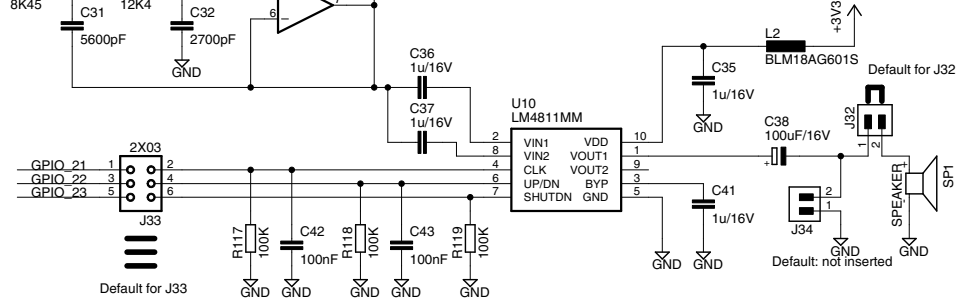 8K45
12K4
C31
5600pF
C32
2700pF
GND
6
7
C36
1u/16V
C37
1u/16V
U10
LM4811MM
2 VIN1 VDD 10
8 VIN2 VOUT1 1
4 CLK VOUT2 9
6 UP/DN BYP 3
7 SHUTDN GND 5
+3V3
L2
BLM18AG601S
C35
1u/16V
GND
Default for J32
J32
1 2
C38
100uF/16V
+
SPEAKER
+
-
SP1
C41
1u/16V
2
1
J34
GND
GND
GND
GND
Default: not inserted
2X03
GPIO_21 1 2
GPIO_22 3 4
GPIO_23 5 6
J33
Default for J33
R117
100K
C42
100nF
R118
100K
C43
100nF
R119
100K
GND
GND
GND
GND
GND